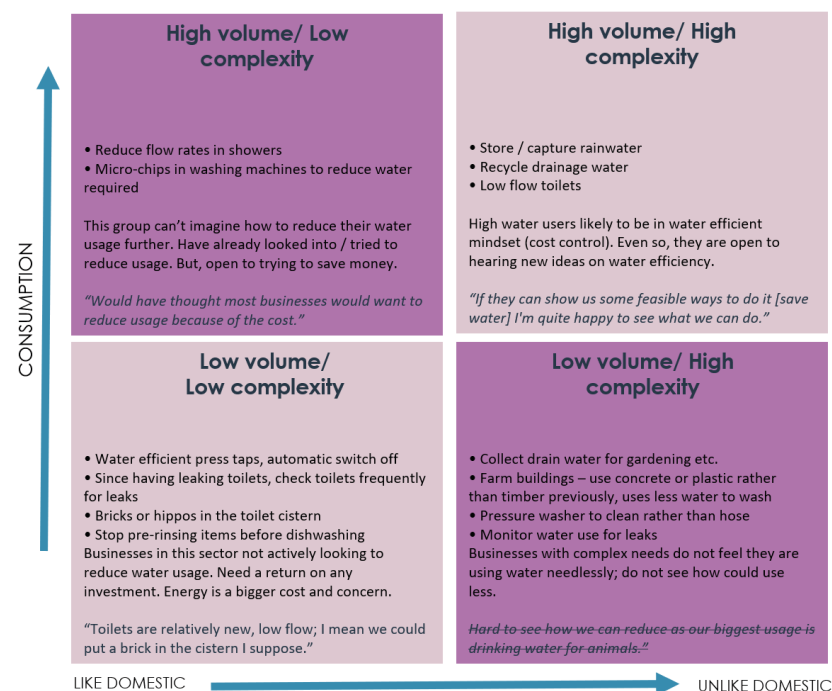 High volume/ Low
complexity
• Reduce flow rates in showers
• Micro-chips in washing machines to reduce water
required
This group can’t imagine how to reduce their water
usage further. Have already looked into / tried to
reduce usage. But, open to trying to save money.
“Would have thought most businesses would want to
reduce usage because of the cost.”
High volume/ High
complexity
• Store / capture rainwater
• Recycle drainage water
• Low flow toilets
High water users likely to be in water efficient
mindset (cost control). Even so, they are open to
hearing new ideas on water efficiency.
“If they can show us some feasible ways to do it [save
water] I'm quite happy to see what we can do.”
CONSUMPTION
Low volume/
Low complexity
• Water efficient press taps, automatic switch off
• Since having leaking toilets, check toilets frequently
for leaks
• Bricks or hippos in the toilet cistern
• Stop pre-rinsing items before dishwashing
Businesses in this sector not actively looking to
reduce water usage. Need a return on any
investment. Energy is a bigger cost and concern.
“Toilets are relatively new, low flow; I mean we could
put a brick in the cistern I suppose.”
Low volume/ High
complexity
• Collect drain water for gardening etc.
• Farm buildings – use concrete or plastic rather
than timber previously, uses less water to wash
• Pressure washer to clean rather than hose
• Monitor water use for leaks
Businesses with complex needs do not feel they are
using water needlessly; do not see how could use
less.
Hard to see how we can reduce as our biggest usage is
drinking water for animals.”
LIKE DOMESTIC
UNLIKE DOMESTIC